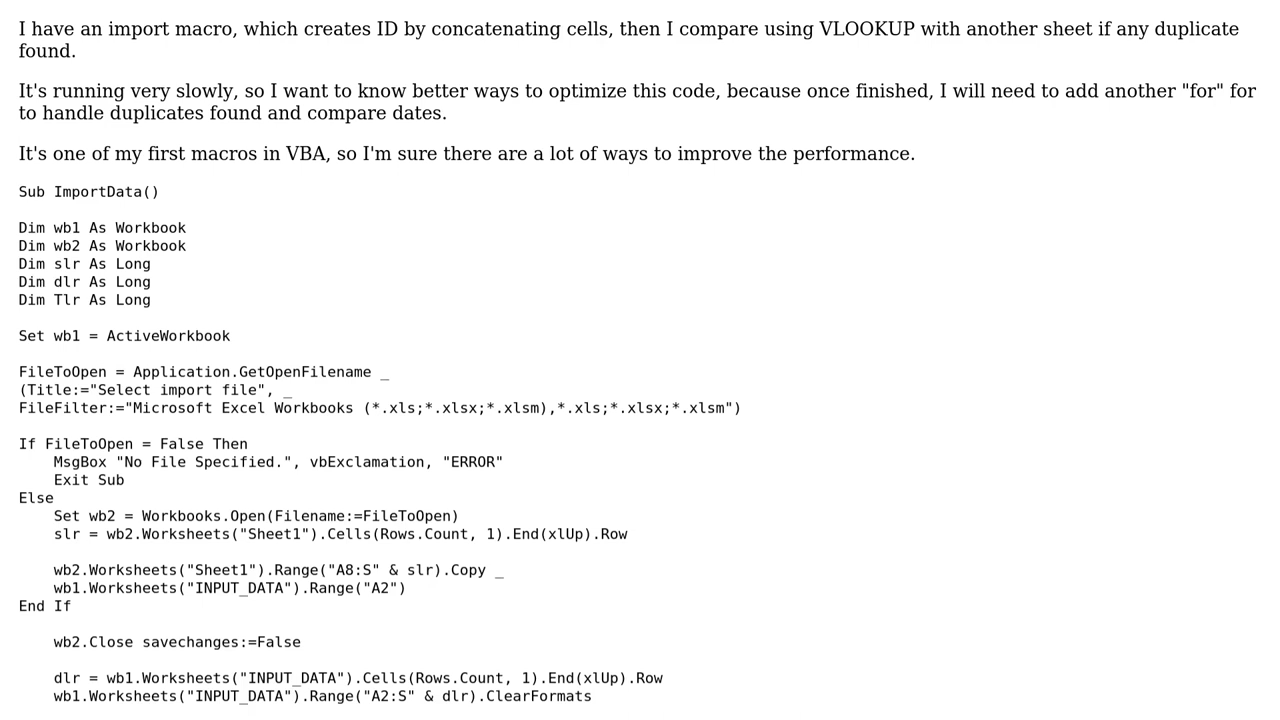 I have an import macro, which creates ID by concatenating cells, then I compare using VLOOKUP with another sheet if any duplicate
found.
It's running very slowly, so I want to know better ways to optimize this code, because once finished, I will need to add another "for" for
to handle duplicates found and compare dates.
It's one of my first macros in VBA, so I'm sure there are a lot of ways to improve the performance.
Sub ImportData()
Dim wb1 As Workbook
Dim wb2 As Workbook
Dim slr As Long
Dim dlr As Long
Dim Tlr As Long
Set wb1 = ActiveWorkbook
FileToOpen = Application.GetOpenFilename _
(Title:="Select import file", _
FileFilter:="Microsoft Excel Workbooks (*.xls;*.xlsx;*.xlsm),*.xls;*.xlsx;*.xlsm")
If FileToOpen = False Then
    MsgBox "No File Specified.", vbExclamation, "ERROR"
    Exit Sub
Else
    Set wb2 = Workbooks.Open(Filename:=FileToOpen)
    slr = wb2.Worksheets("Sheet1").Cells(Rows.Count, 1).End(xlUp).Row
    wb2.Worksheets("Sheet1").Range("A8:S" & slr).Copy _
    wb1.Worksheets("INPUT_DATA").Range("A2")
End If
    wb2.Close savechanges:=False
    dlr = wb1.Worksheets("INPUT_DATA").Cells(Rows.Count, 1).End(xlUp).Row
    wb1.Worksheets("INPUT_DATA").Range("A2:S" & dlr).ClearFormats